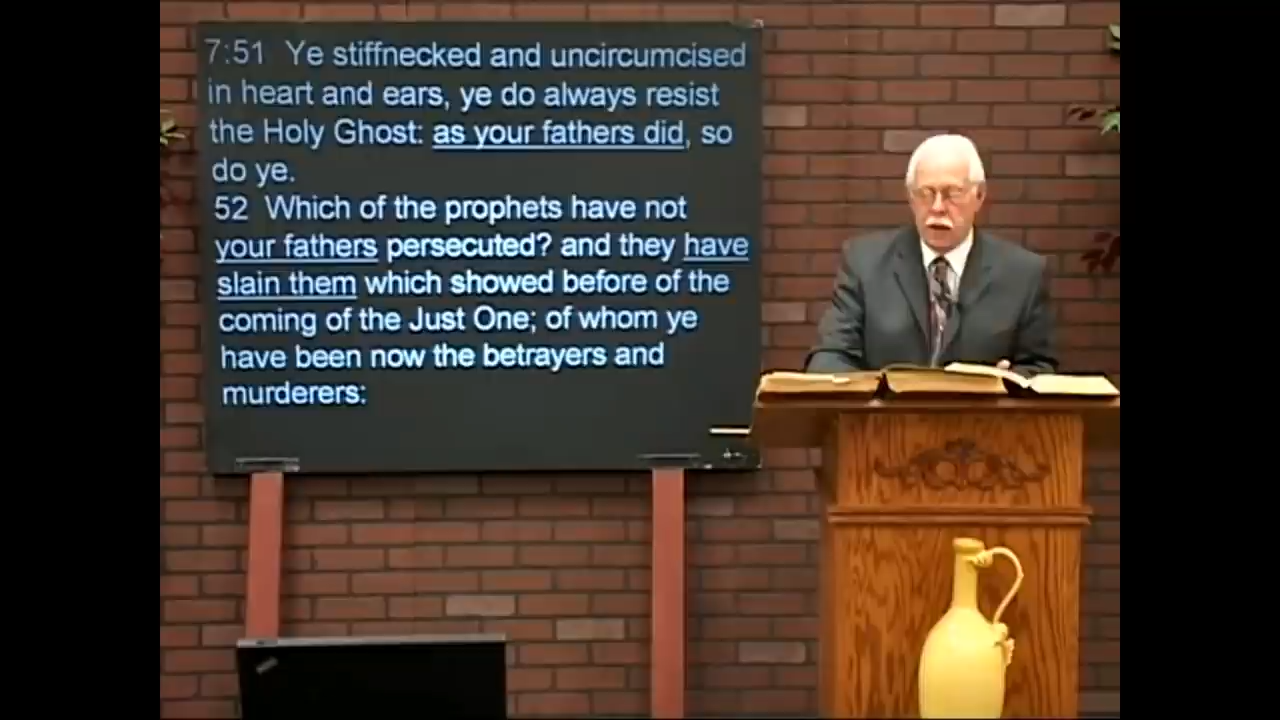 7:51 Ye stiffnecked and uncircumcised
in heart and ears, ye do always resist
the Holy Ghost: as your fathers did, so
do ye.
52 Which of the prophets have not
your fathers persecuted? and they have
slain them which showed before of the
coming of the Just One; of whom ye
have been now the betrayers and
murderers: